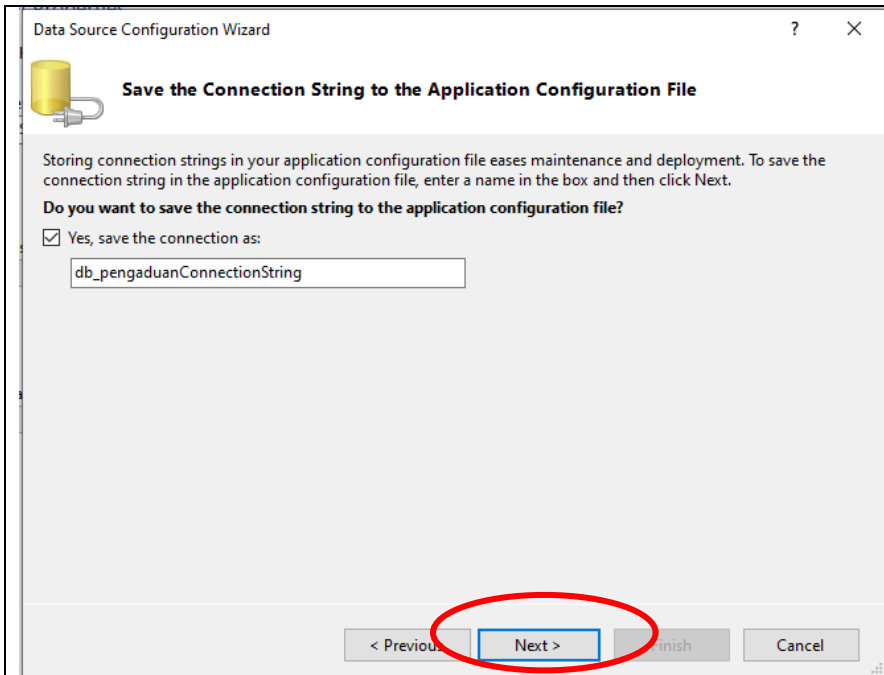 Data Source Configuration Wizard
?
Save the Connection String to the Application Configuration File
Storing connection strings in your application configuration file eases maintenance and deployment. To save the
connection string in the application configuration file, enter a name in the box and then click Next.
Do you want to save the connection string to the application configuration file?
Yes, save the connection as:
db_pengaduanConnectionString
< Previous
Next >
Finish
Cancel